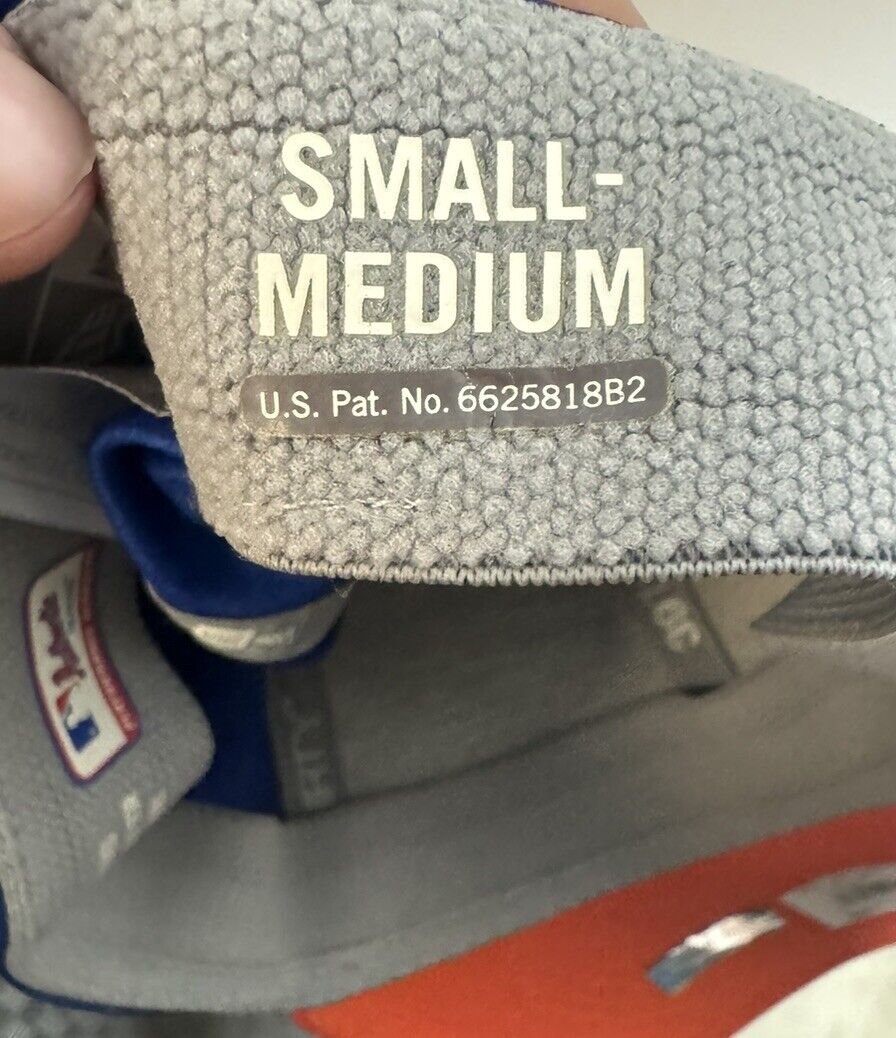 SMALL-
MEDIUM
U.S. Pat. No. 6625818B2